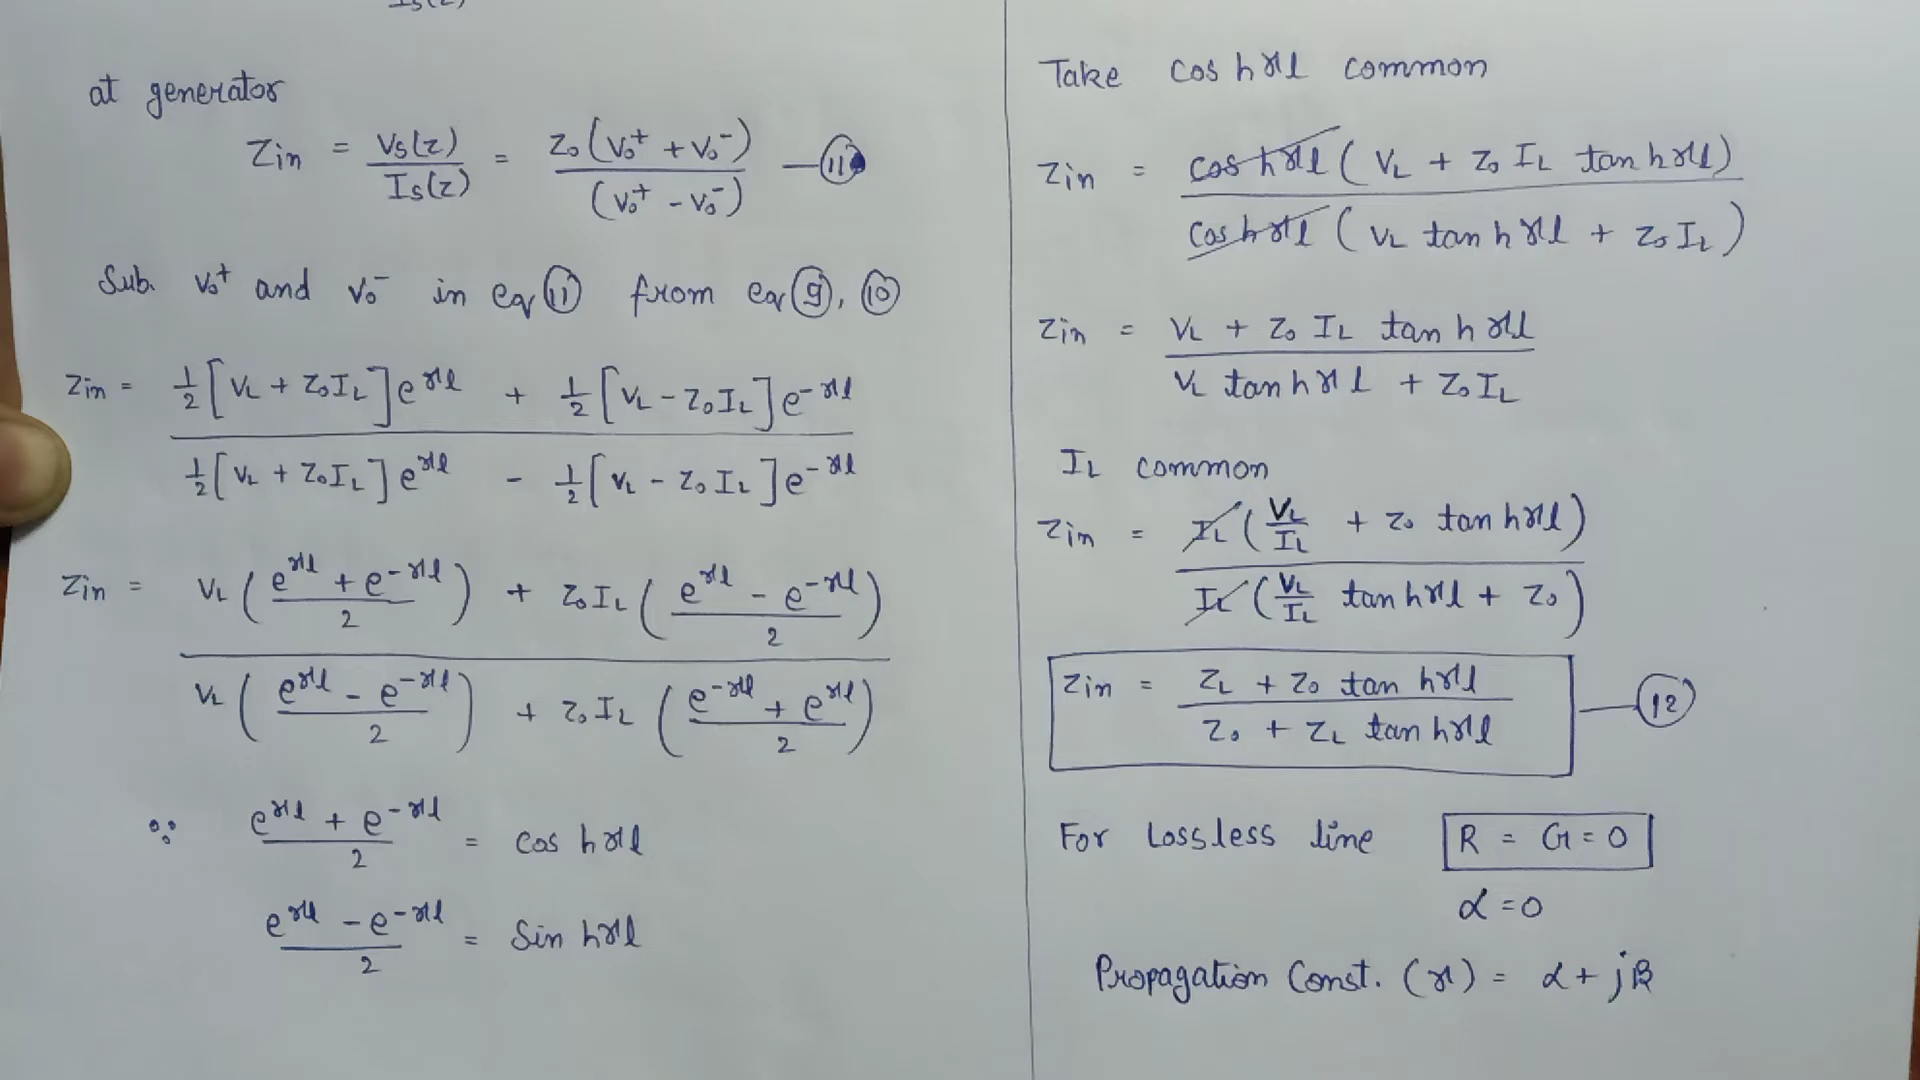 Is(z)
at generator
Zin = Vs(z)/Is(z) = Z₀(V₀⁺ + V₀⁻)/(V₀⁺ - V₀⁻) — (11)
Sub. V₀⁺ and V₀⁻ in eq (11) from eq (9), (10)
Zin = (½[VL + Z₀IL]e^γl + ½[VL - Z₀IL]e^-γl)/(½[VL + Z₀IL]e^γl - ½[VL - Z₀IL]e^-γl)
Zin = (VL((e^γl + e^-γl)/2) + Z₀IL((e^γl - e^-γl)/2))/(VL((e^γl - e^-γl)/2) + Z₀IL((e^-γl + e^γl)/2))
∵ (e^γl + e^-γl)/2 = cos hγl
(e^γl - e^-γl)/2 = Sin hγl
Take cos hγl common
Zin = cos hγl (VL + Z₀ IL tan hγl)/cos hγl (VL tan hγl + Z₀ IL)
Zin = (VL + Z₀ IL tan hγl)/(VL tan hγl + Z₀ IL)
IL common
Zin = IL(VL/IL + Z₀ tan hγl)/IL(VL/IL tan hγl + Z₀)
Zin = (ZL + Z₀ tan hγl)/(Z₀ + ZL tan hγl) — (12)
For Lossless line R = G = 0
α = 0
Propagation Const. (γ) = α + jβ